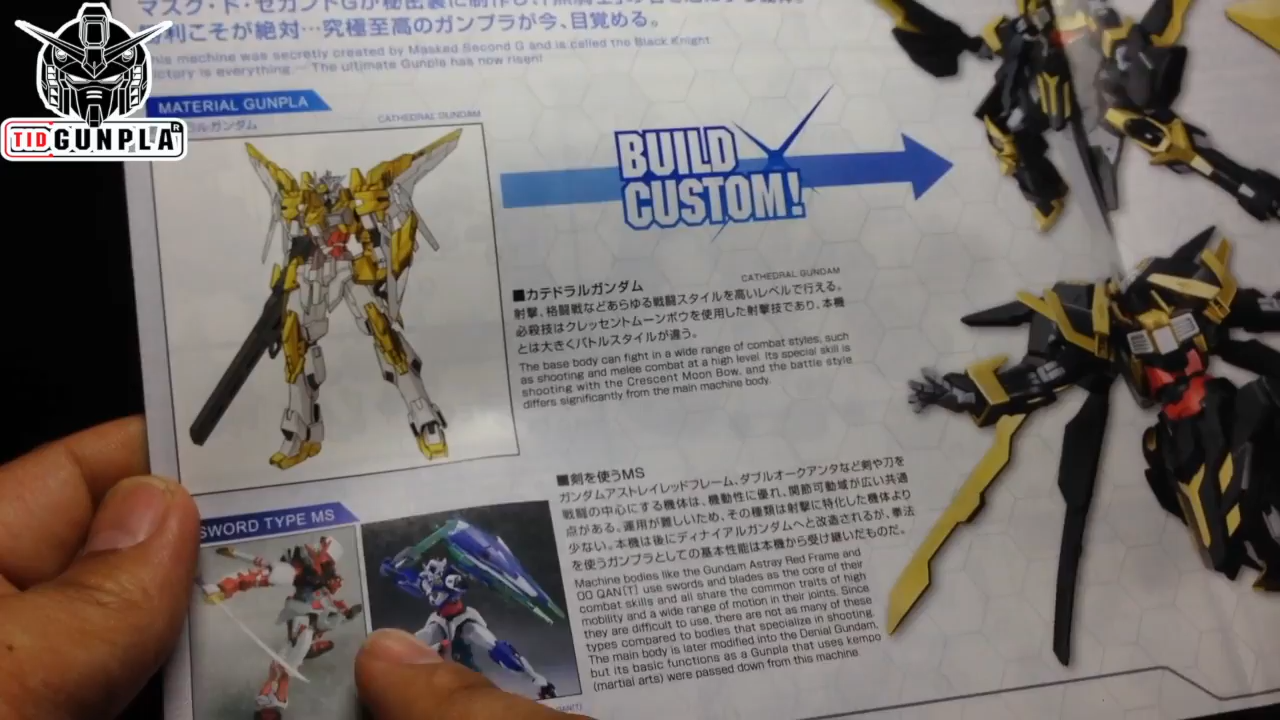 勝利こそが絶対…究極至高のガンプラが今、目覚める。
his machine was secretly created by Masked Second G and is called the Black Knight
ictory is everything — The ultimate Gunpla has now risen!
TIDGUNPLA
R
MATERIAL GUNPLA
ルガンダム
CATHEDRAL GUNDAM
BUILD
CUSTOM!
■カテドラルガンダム
CATHEDRAL GUNDAM
射撃、格闘戦などあらゆる戦闘スタイルを高いレベルで行える。
必殺技はクレッセントムーンボウを使用した射撃技であり、本機
とは大きくバトルスタイルが違う。
The base body can fight in a wide range of combat styles, such
as shooting and melee combat at a high level. Its special skill is
shooting with the Crescent Moon Bow, and the battle style
differs significantly from the main machine body.
SWORD TYPE MS
■剣を使うMS
ガンダムアストレイレッドフレーム、ダブルオークアンタなど剣や刀を
戦闘の中心にする機体は、機動性に優れ、関節可動域が広い共通
点がある。運用が難しいため、その種類は射撃に特化した機体より
少ない。本機は後にディナイアルガンダムへと改造されるが、拳法
を使うガンプラとしての基本性能は本機から受け継いだものだ。
Machine bodies like the Gundam Astray Red Frame and
00 QAN[T] use swords and blades as the core of their
combat skills and all share the common traits of high
mobility and a wide range of motion in their joints. Since
they are difficult to use, there are not as many of these
types compared to bodies that specialize in shooting.
The main body is later modified into the Denial Gundam,
but its basic functions as a Gunpla that uses kempo
(martial arts) were passed down from this machine